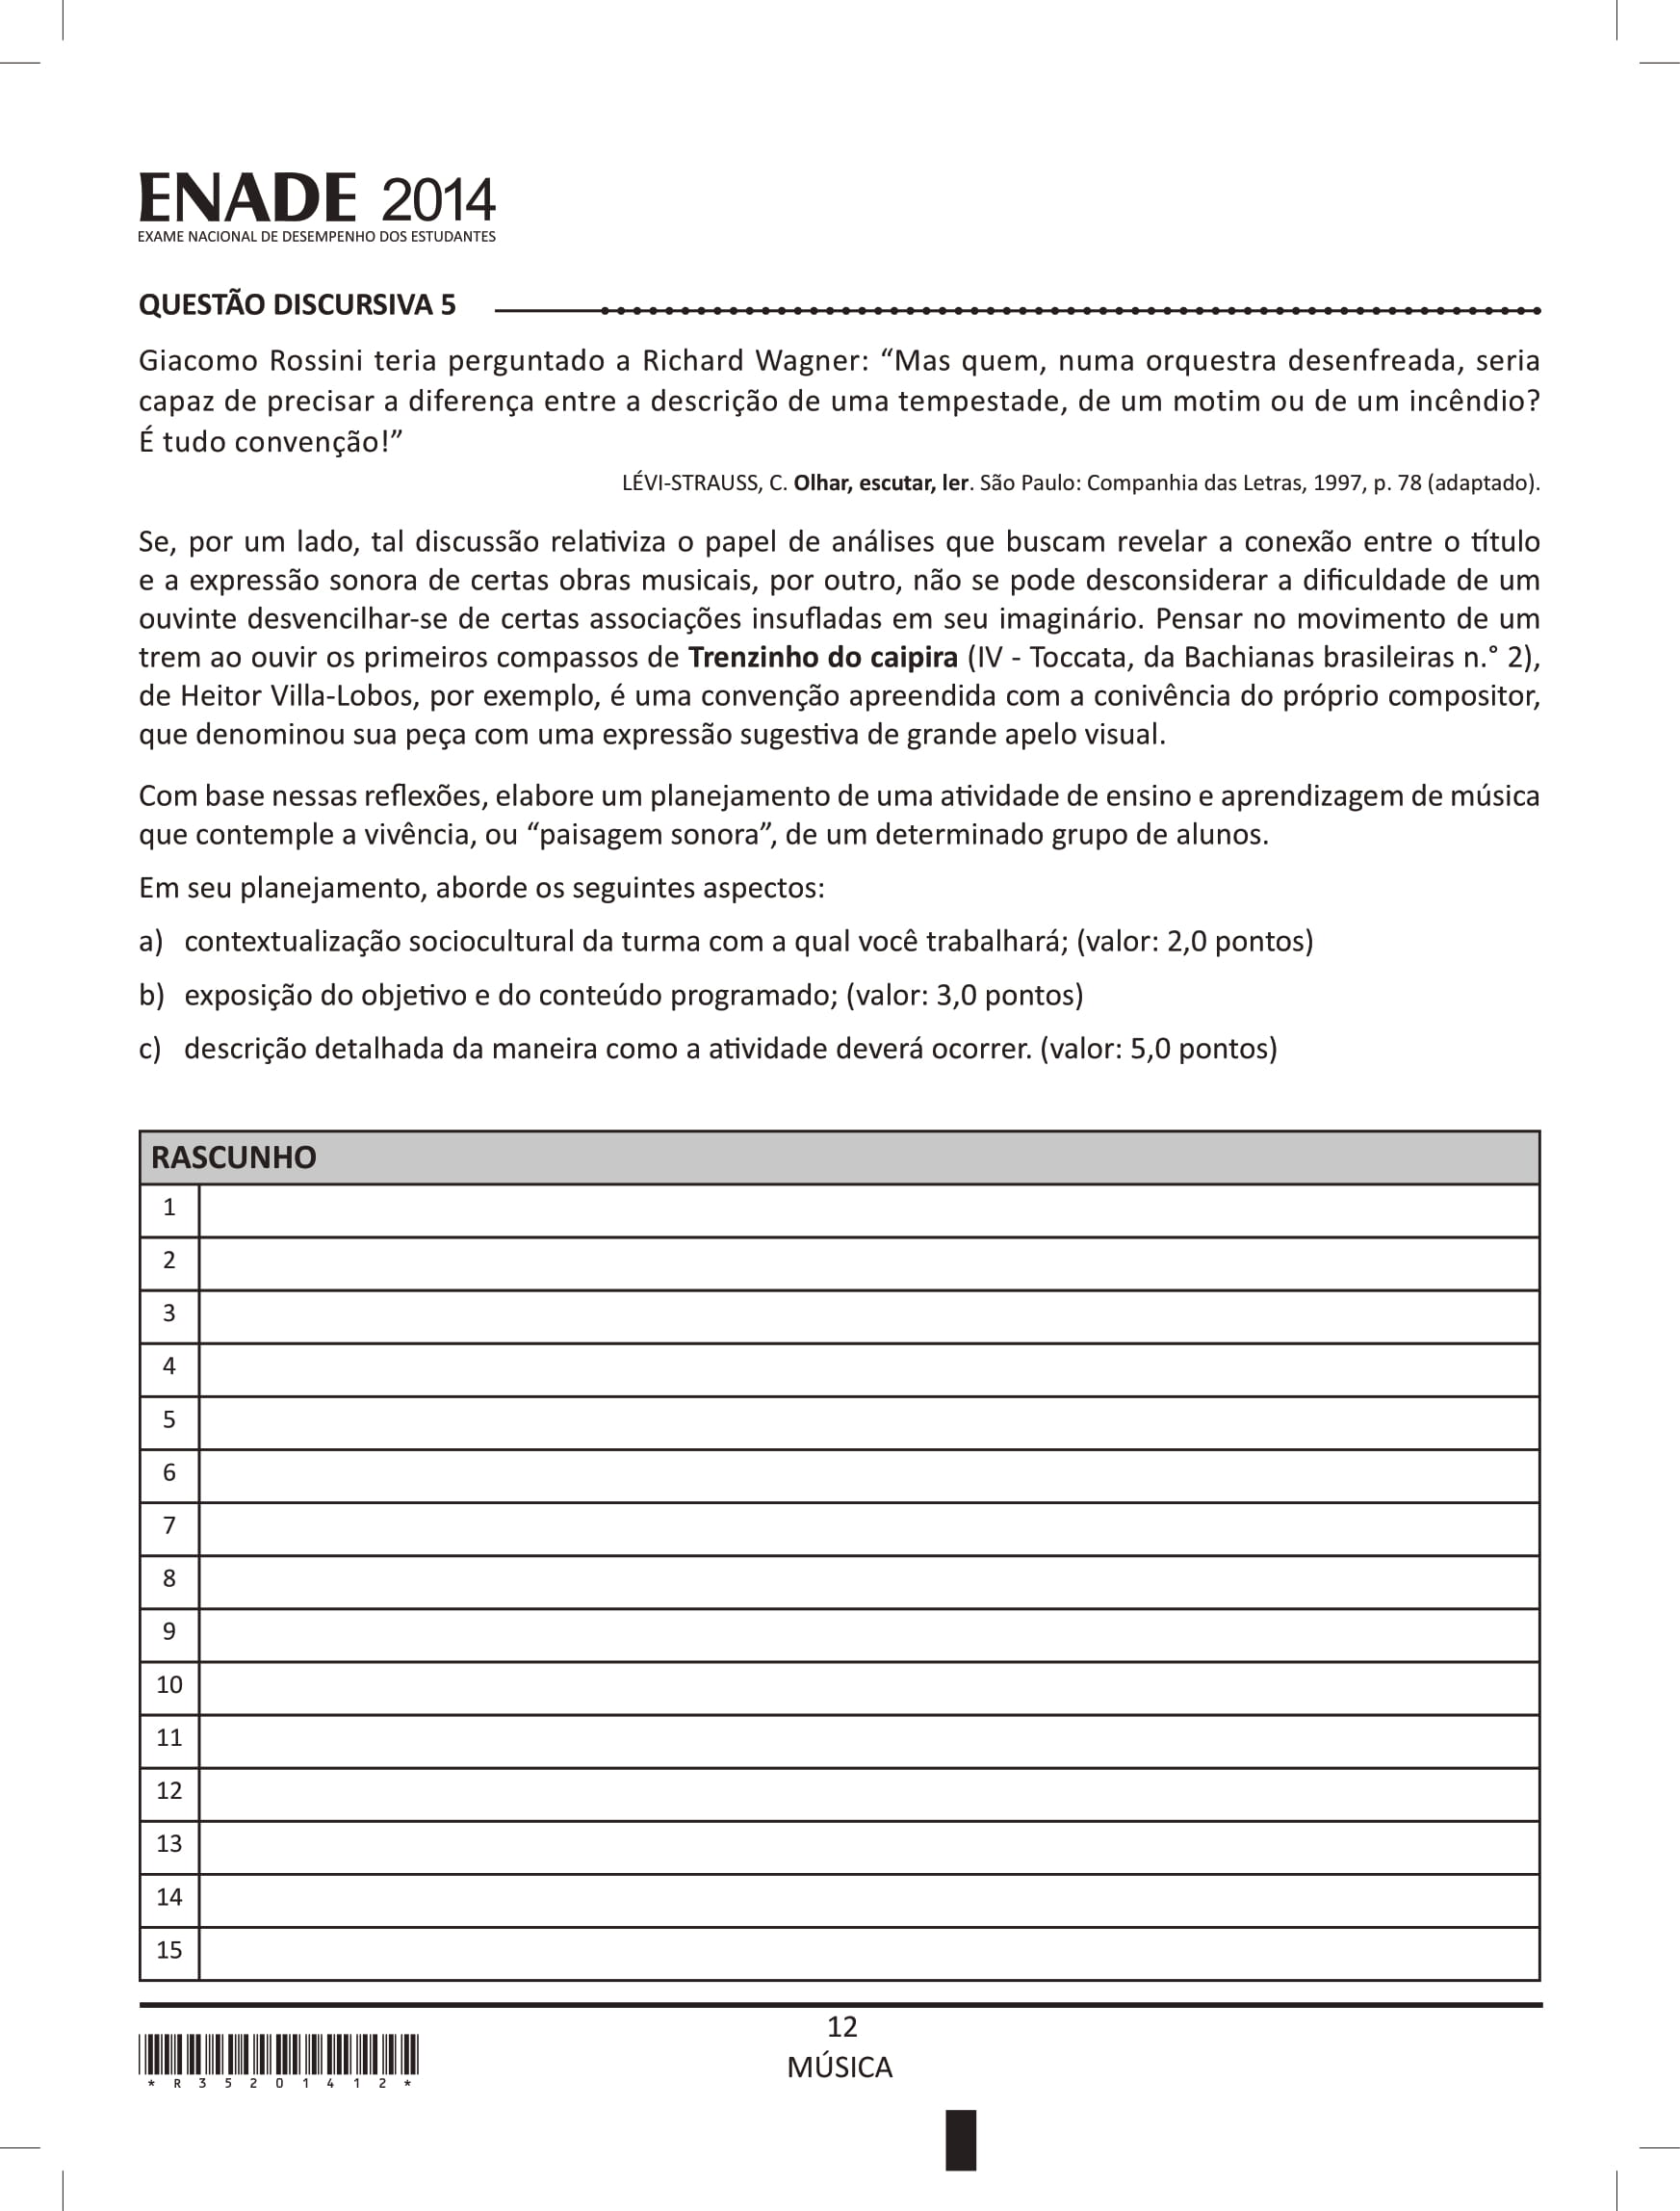 ENADE 2014
EXAME NACIONAL DE DESEMPENHO DOS ESTUDANTES
QUESTÃO DISCURSIVA 5
Giacomo Rossini teria perguntado a Richard Wagner: “Mas quem, numa orquestra desenfreada, seria
capaz de precisar a diferença entre a descrição de uma tempestade, de um motim ou de um incêndio?
É tudo convenção!”
LÉVI-STRAUSS, C. Olhar, escutar, ler. São Paulo: Companhia das Letras, 1997, p. 78 (adaptado).
Se, por um lado, tal discussão relativiza o papel de análises que buscam revelar a conexão entre o título
e a expressão sonora de certas obras musicais, por outro, não se pode desconsiderar a dificuldade de um
ouvinte desvencilhar-se de certas associações insufladas em seu imaginário. Pensar no movimento de um
trem ao ouvir os primeiros compassos de Trenzinho do caipira (IV - Toccata, da Bachianas brasileiras n.° 2),
de Heitor Villa-Lobos, por exemplo, é uma convenção apreendida com a conivência do próprio compositor,
que denominou sua peça com uma expressão sugestiva de grande apelo visual.
Com base nessas reflexões, elabore um planejamento de uma atividade de ensino e aprendizagem de música
que contemple a vivência, ou “paisagem sonora”, de um determinado grupo de alunos.
Em seu planejamento, aborde os seguintes aspectos:
a) contextualização sociocultural da turma com a qual você trabalhará; (valor: 2,0 pontos)
b) exposição do objetivo e do conteúdo programado; (valor: 3,0 pontos)
c) descrição detalhada da maneira como a atividade deverá ocorrer. (valor: 5,0 pontos)
RASCUNHO
1
2
3
4
5
6
7
8
9
10
11
12
13
14
15
12
MÚSICA
* R 3 5 2 0 1 4 1 2 *